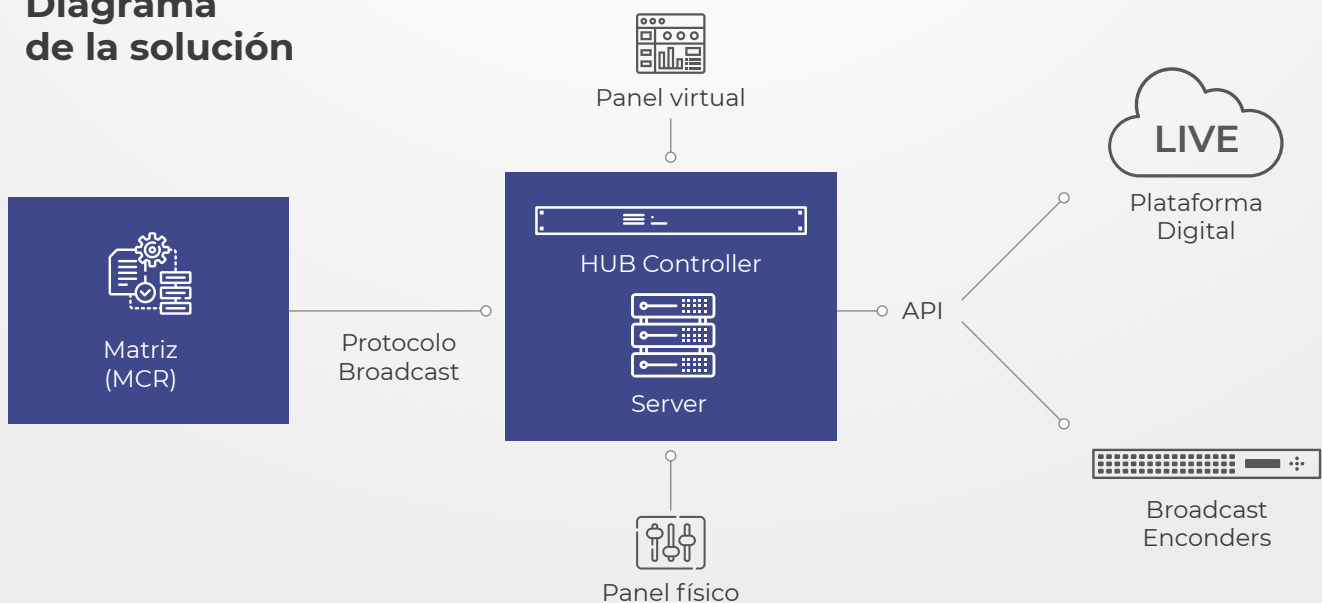 Diagrama
de la solución
Panel virtual
LIVE
Plataforma
Digital
HUB Controller
API
Matriz
(MCR)
Protocolo
Broadcast
Server
Broadcast
Enconders
Panel físico